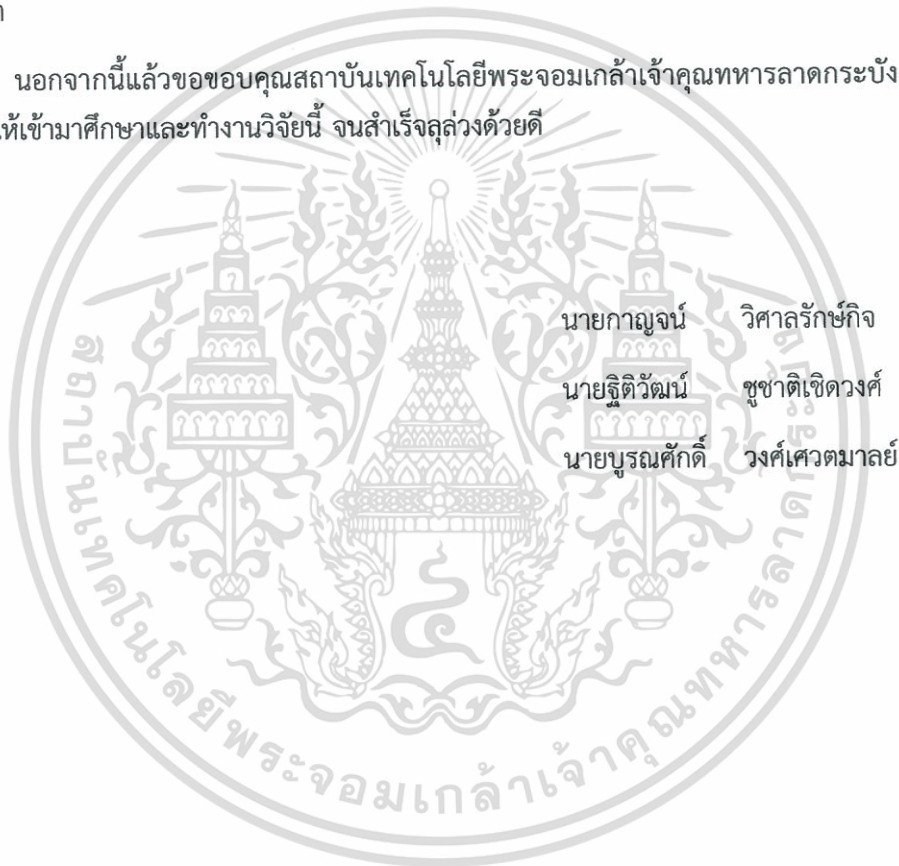 นอกจากนี้แล้วขอขอบคุณสถาบันเทคโนโลยีพระจอมเกล้าเจ้าคุณทหารลาดกระบัง
ให้เข้ามาศึกษาและทำงานวิจัยนี้ จนสำเร็จลุล่วงด้วยดี
นายกาญจน์ วิศาลรักษ์กิจ
นายฐิติวัฒน์ ชูชาติเชิดวงศ์
นายบูรณศักดิ์ วงศ์เศวตมาลย์
สถาบันเทคโนโลยีพระจอมเกล้าเจ้าคุณทหารลาดกระบัง
๔